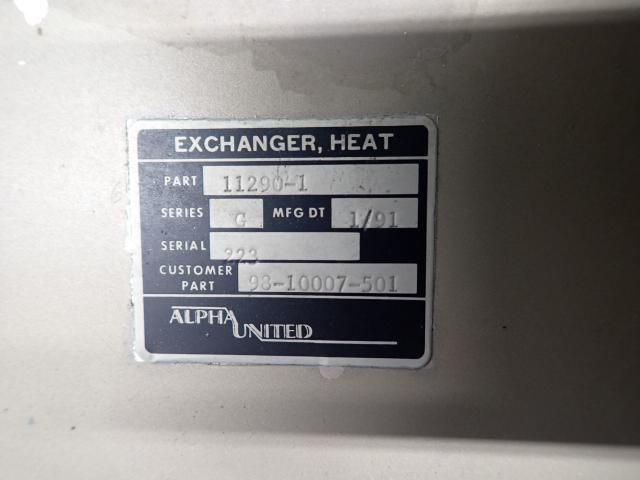 EXCHANGER, HEAT
PART 11290-1
SERIES G MFG DT 1/91
SERIAL 223
CUSTOMER PART 98-10007-501
ALPHA UNITED